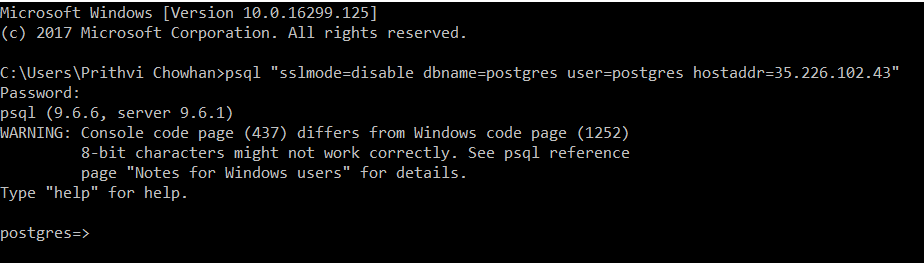 Microsoft Windows [Version 10.0.16299.125]
(c) 2017 Microsoft Corporation. All rights reserved.
C:\Users\Prithvi Chowhan>psql "sslmode=disable dbname=postgres user=postgres hostaddr=35.226.102.43"
Password:
psql (9.6.6, server 9.6.1)
WARNING: Console code page (437) differs from Windows code page (1252)
         8-bit characters might not work correctly. See psql reference
         page "Notes for Windows users" for details.
Type "help" for help.
postgres=>